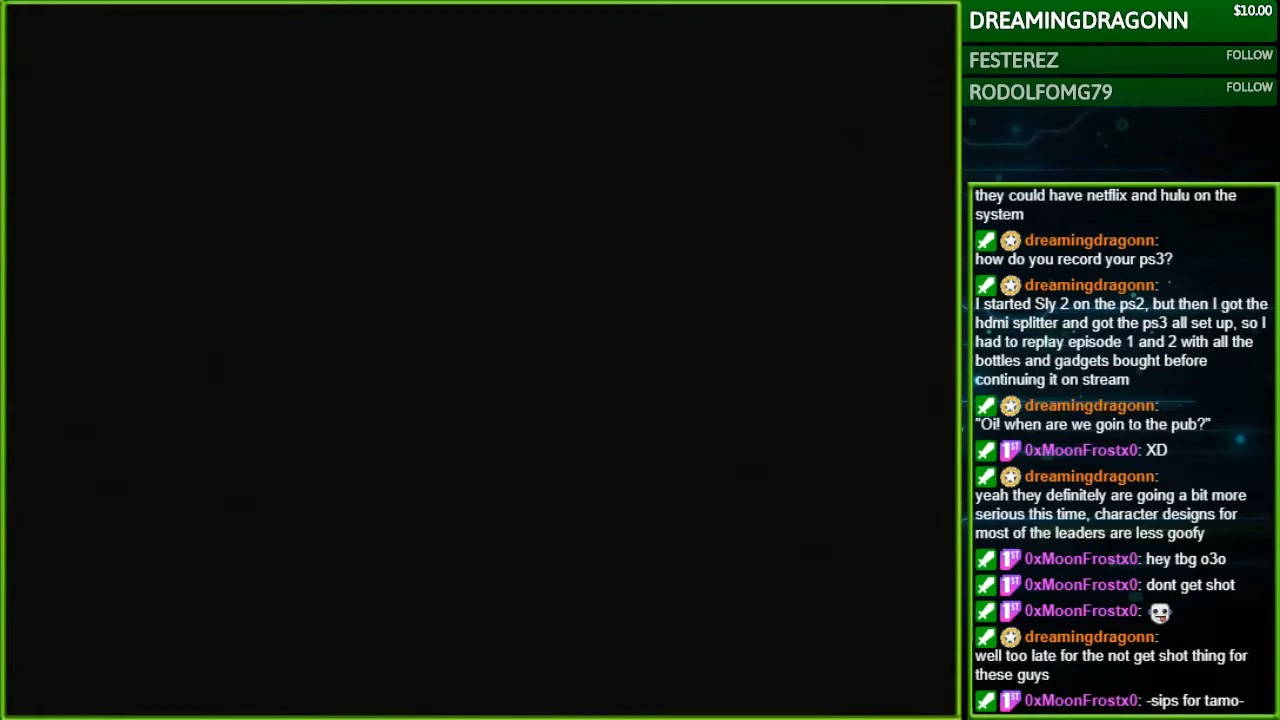 DREAMINGDRAGONN $10.00
FESTEREZ FOLLOW
RODOLFOMG79 FOLLOW
they could have netflix and hulu on the
system
dreamingdragonn:
how do you record your ps3?
dreamingdragonn:
I started Sly 2 on the ps2, but then I got the
hdmi splitter and got the ps3 all set up, so I
had to replay episode 1 and 2 with all the
bottles and gadgets bought before
continuing it on stream
dreamingdragonn:
"Oi! when are we goin to the pub?"
1ST 0xMoonFrostx0: XD
dreamingdragonn:
yeah they definitely are going a bit more
serious this time, character designs for
most of the leaders are less goofy
1ST 0xMoonFrostx0: hey tbg o3o
1ST 0xMoonFrostx0: dont get shot
1ST 0xMoonFrostx0:
dreamingdragonn:
well too late for the not get shot thing for
these guys
1ST 0xMoonFrostx0: -sips for tamo-